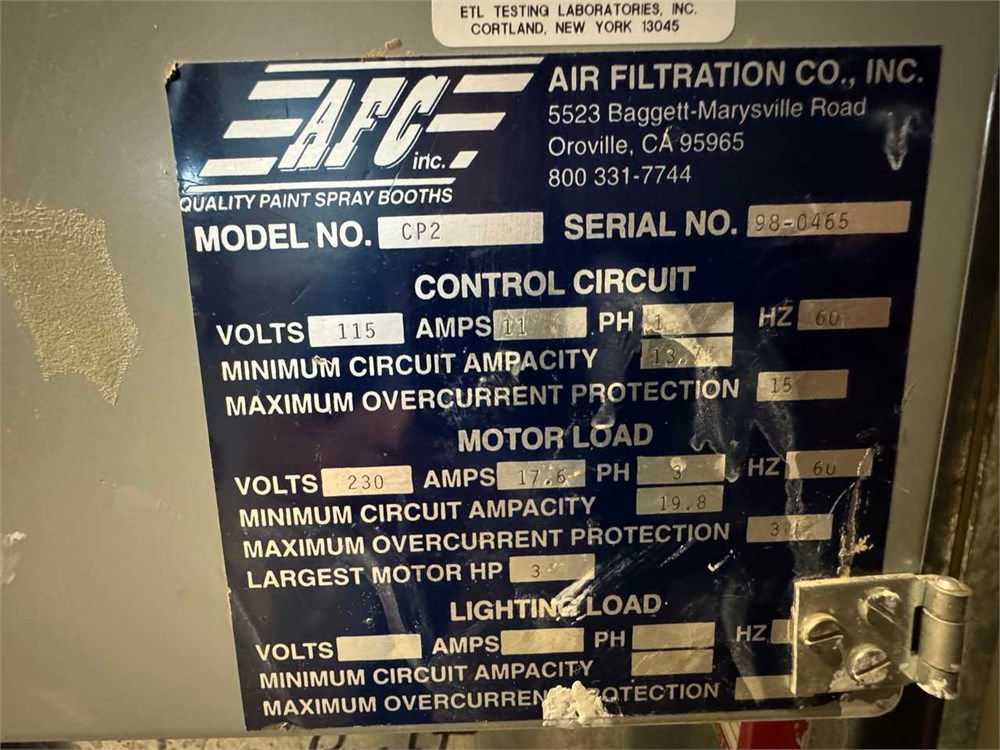 ETL TESTING LABORATORIES, INC.
CORTLAND, NEW YORK 13045
AFC inc.
QUALITY PAINT SPRAY BOOTHS
AIR FILTRATION CO., INC.
5523 Baggett-Marysville Road
Oroville, CA 95965
800 331-7744
MODEL NO. CP2 SERIAL NO. 98-0465
CONTROL CIRCUIT
VOLTS 115 AMPS 11 PH 1 HZ 60
MINIMUM CIRCUIT AMPACITY
MAXIMUM OVERCURRENT PROTECTION 15
MOTOR LOAD
VOLTS 230 AMPS 17.6 PH 3 HZ 60
MINIMUM CIRCUIT AMPACITY 19.8
MAXIMUM OVERCURRENT PROTECTION
LARGEST MOTOR HP 3
LIGHTING LOAD
VOLTS AMPS PH HZ
MINIMUM CIRCUIT AMPACITY
MAXIMUM OVERCURRENT PROTECTION